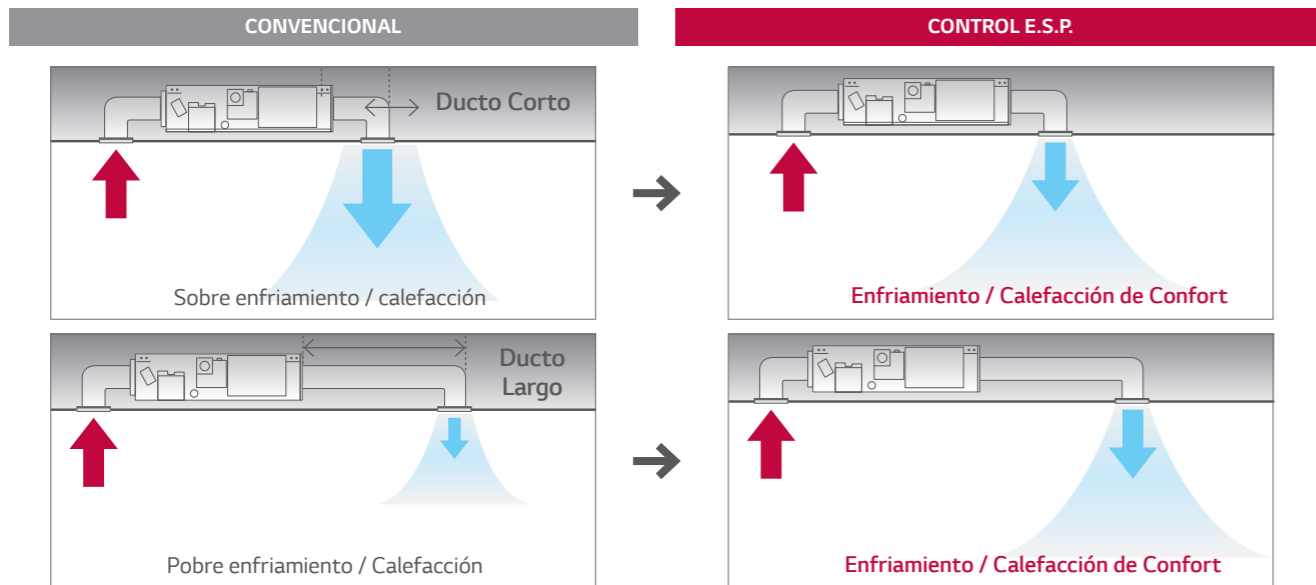 CONVENCIONAL
CONTROL E.S.P.
Ducto Corto
Sobre enfriamiento / calefacción
Enfriamiento / Calefacción de Confort
Ducto
Largo
Pobre enfriamiento / Calefacción
Enfriamiento / Calefacción de Confort